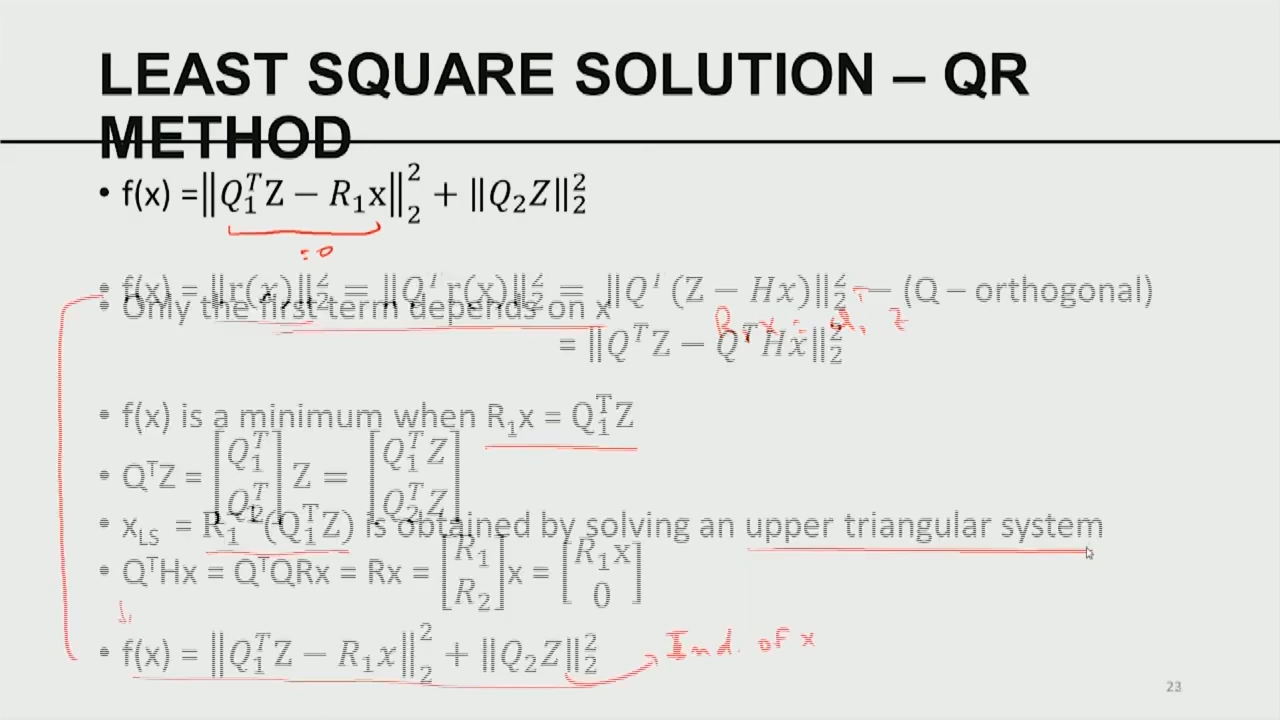 LEAST SQUARE SOLUTION – QR
METHOD
• f(x) =‖Q₁ᵀZ − R₁x‖₂² + ‖Q₂Z‖₂²
= 0
• f(x) = ‖r(x)‖₂² = ‖Qᵀr(x)‖₂² = ‖Qᵀ(Z − Hx)‖₂² − (Q – orthogonal)
• Only the first term depends on x
= ‖QᵀZ − QᵀHx‖₂²
• f(x) is a minimum when R₁x = Q₁ᵀZ
• QᵀZ = [Q₁ᵀ Q₂ᵀ] Z = [Q₁ᵀZ Q₂ᵀZ]
• x_LS = R₁⁻¹(Q₁ᵀZ) is obtained by solving an upper triangular system
• QᵀHx = QᵀQRx = Rx = [R₁ R₂] x = [R₁x 0]
• f(x) = ‖Q₁ᵀZ − R₁x‖₂² + ‖Q₂Z‖₂² Ind. of x
23